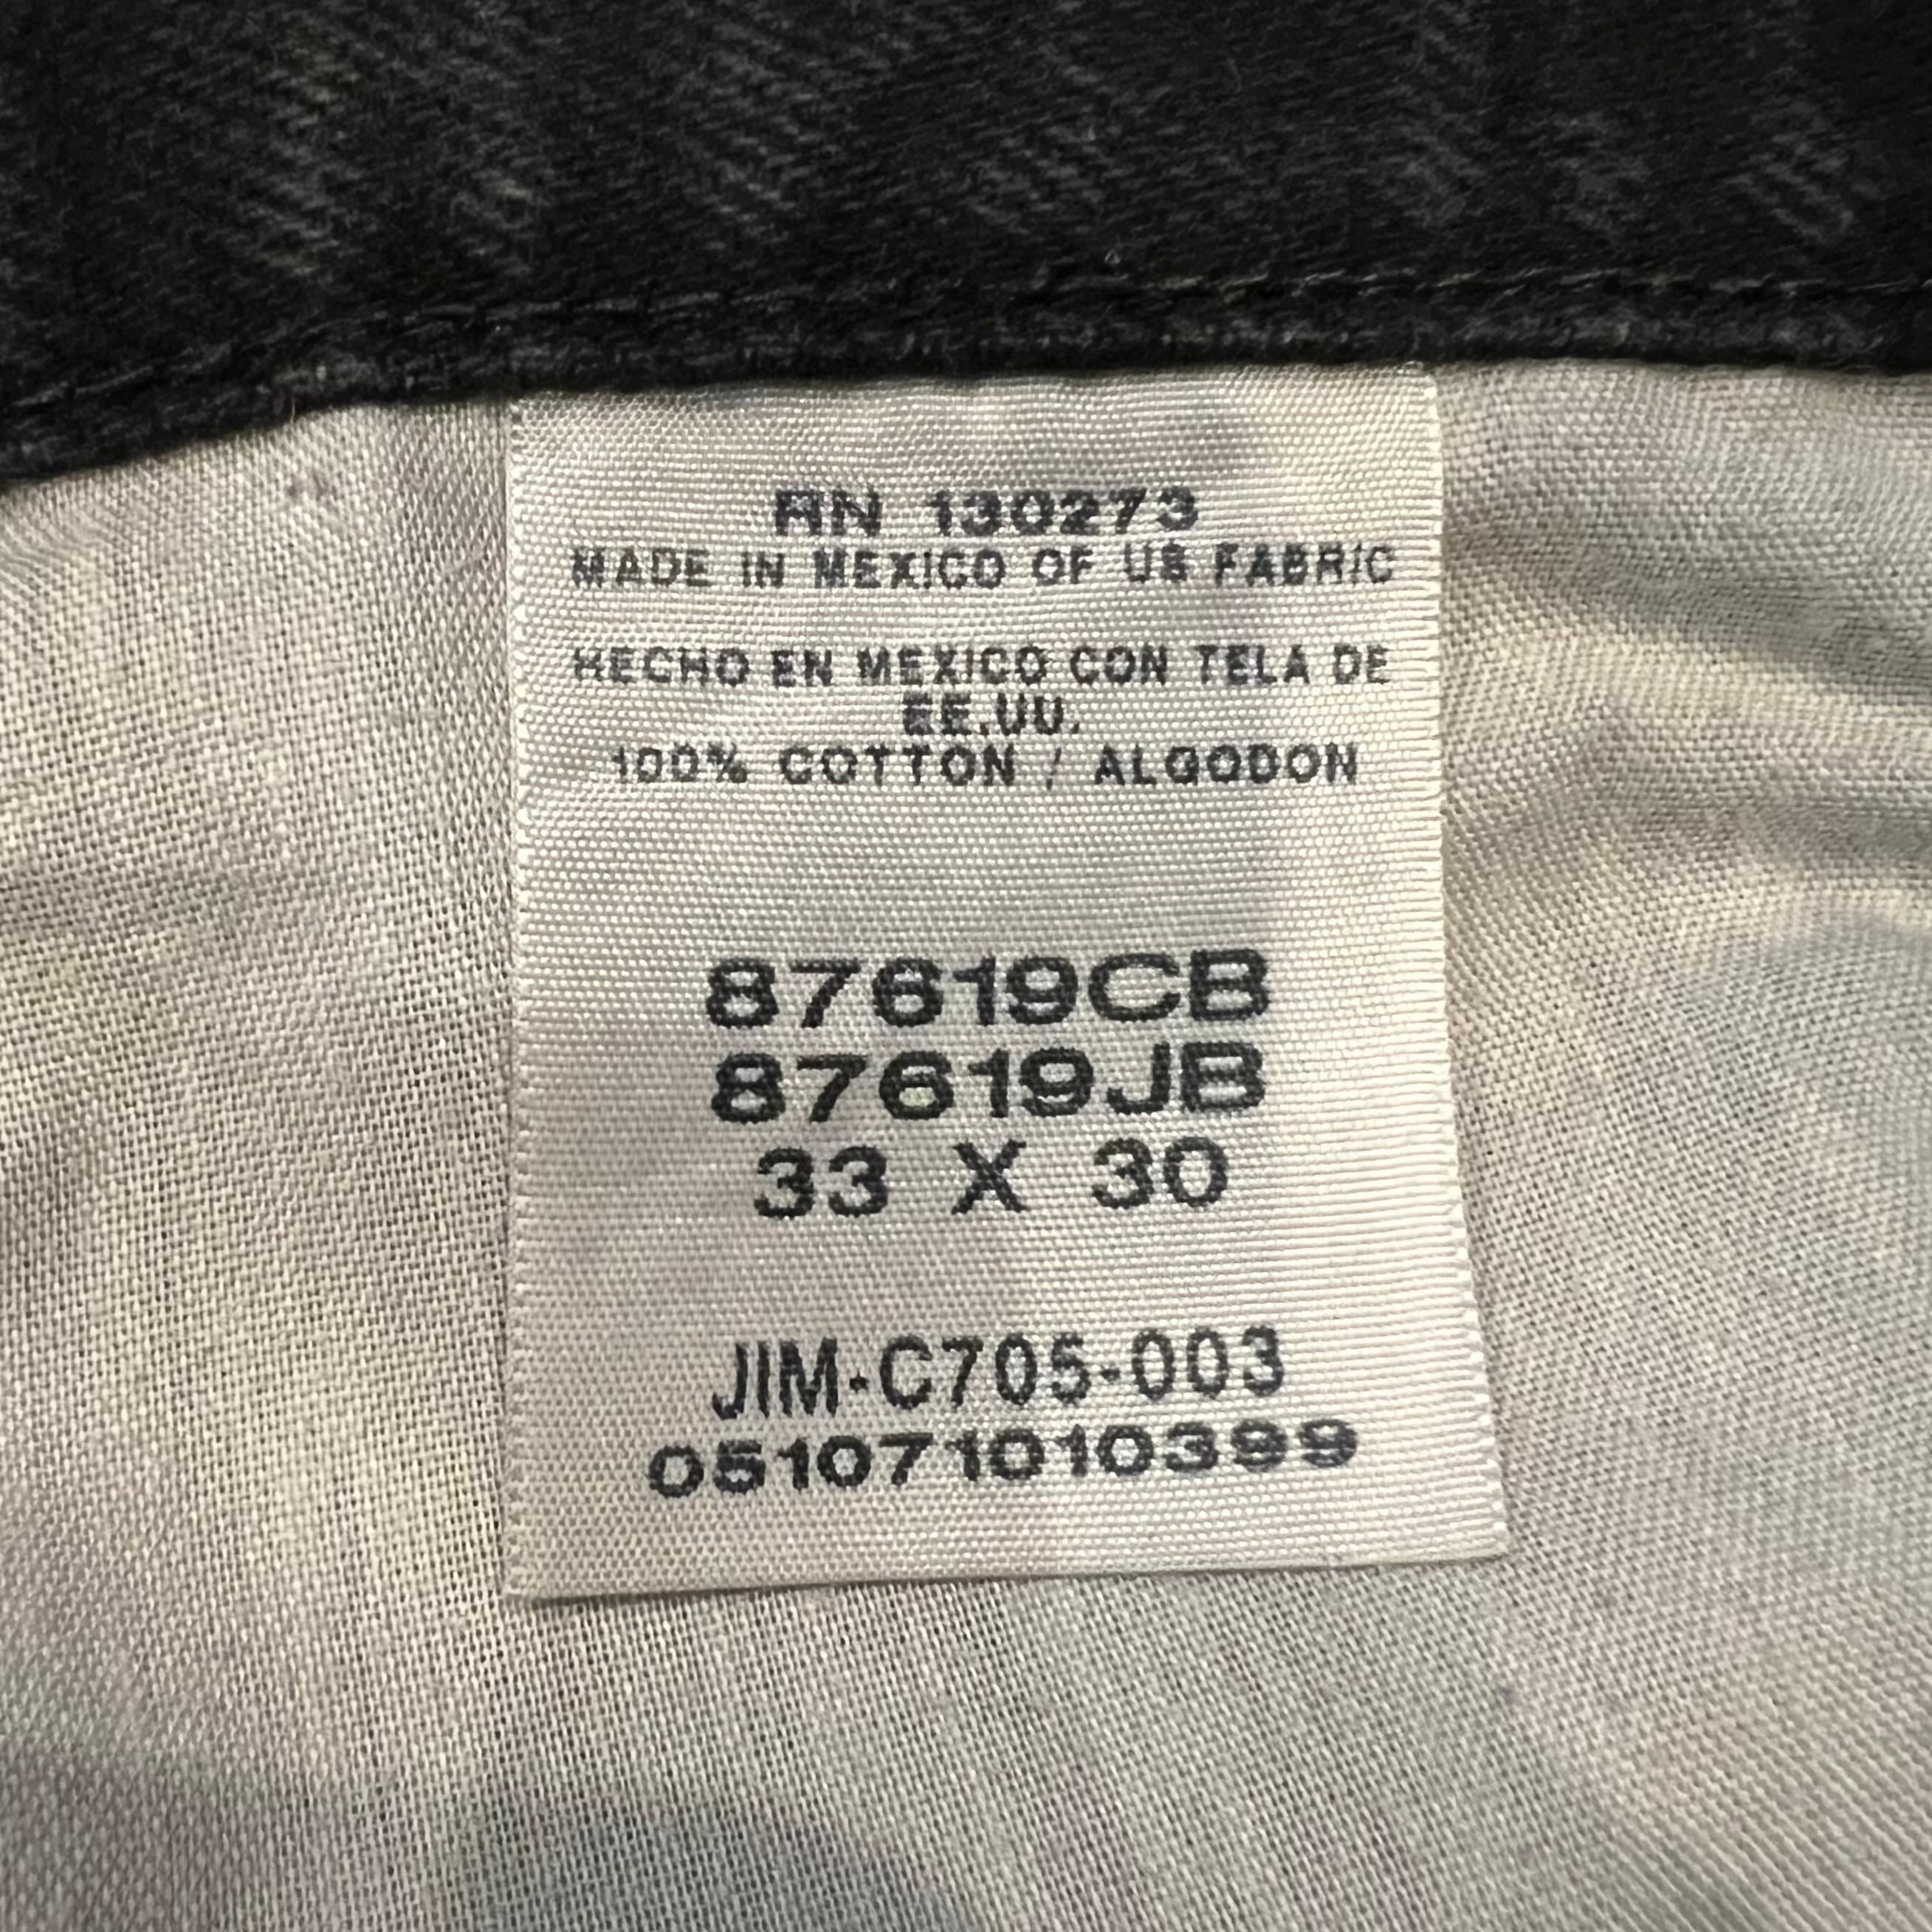 RN 130273
MADE IN MEXICO OF US FABRIC
HECHO EN MEXICO CON TELA DE
EE.UU.
100% COTTON / ALGODON
87619CB
87619JB
33 X 30
JIM-C705-003
051071010399